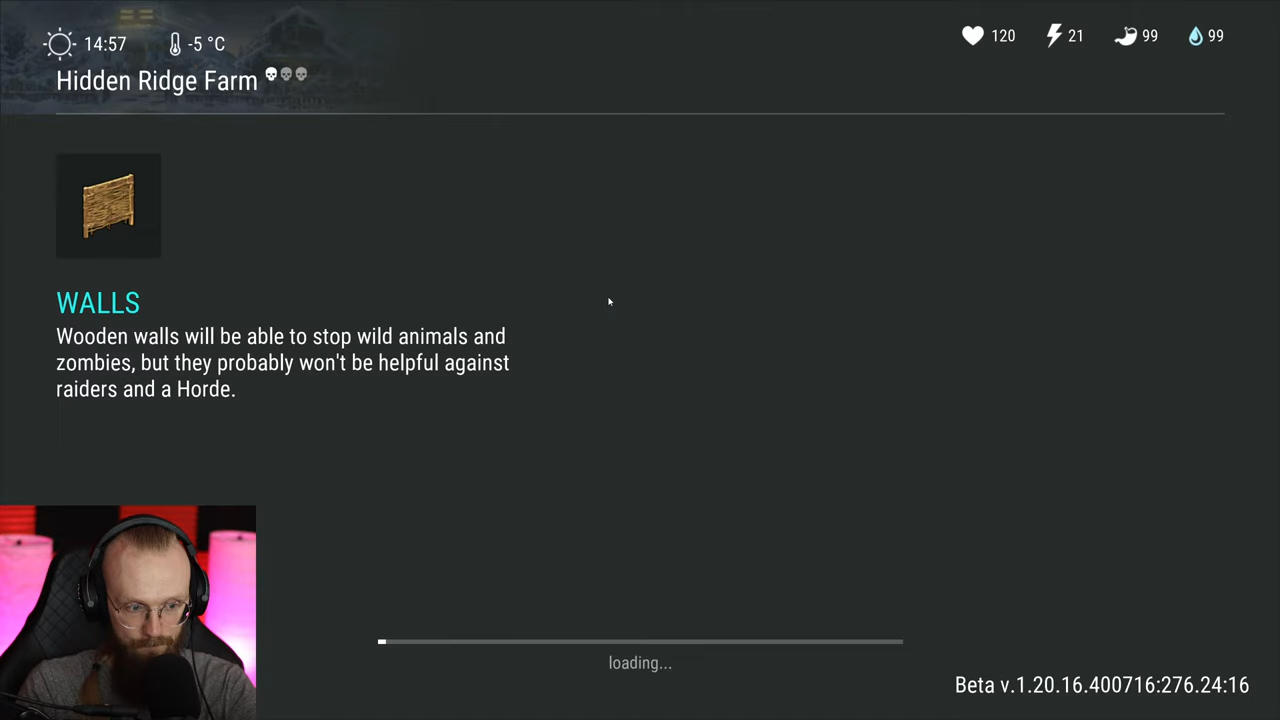 14:57 -5 °C
120 21 99 99
Hidden Ridge Farm
WALLS
Wooden walls will be able to stop wild animals and
zombies, but they probably won't be helpful against
raiders and a Horde.
loading...
Beta v.1.20.16.400716:276.24:16